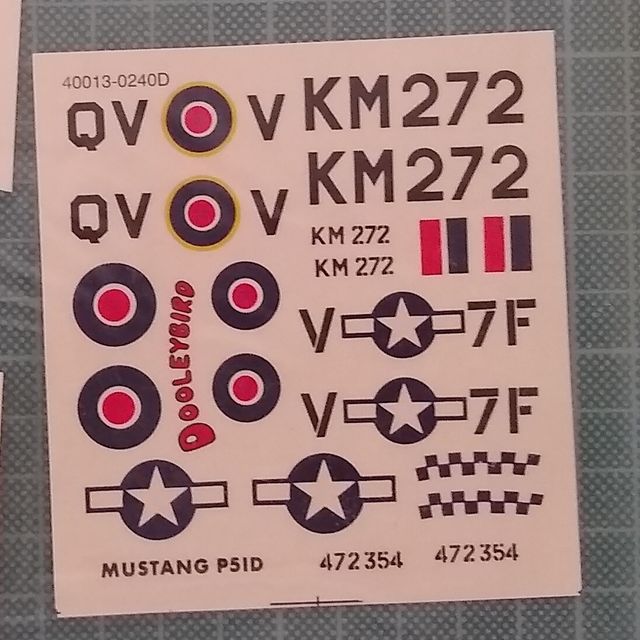 40013-0240D
QV V KM272
QV V KM272
KM 272
KM 272
DOOLEYBIRD
V 7F
V 7F
MUSTANG P51D 472354 472354